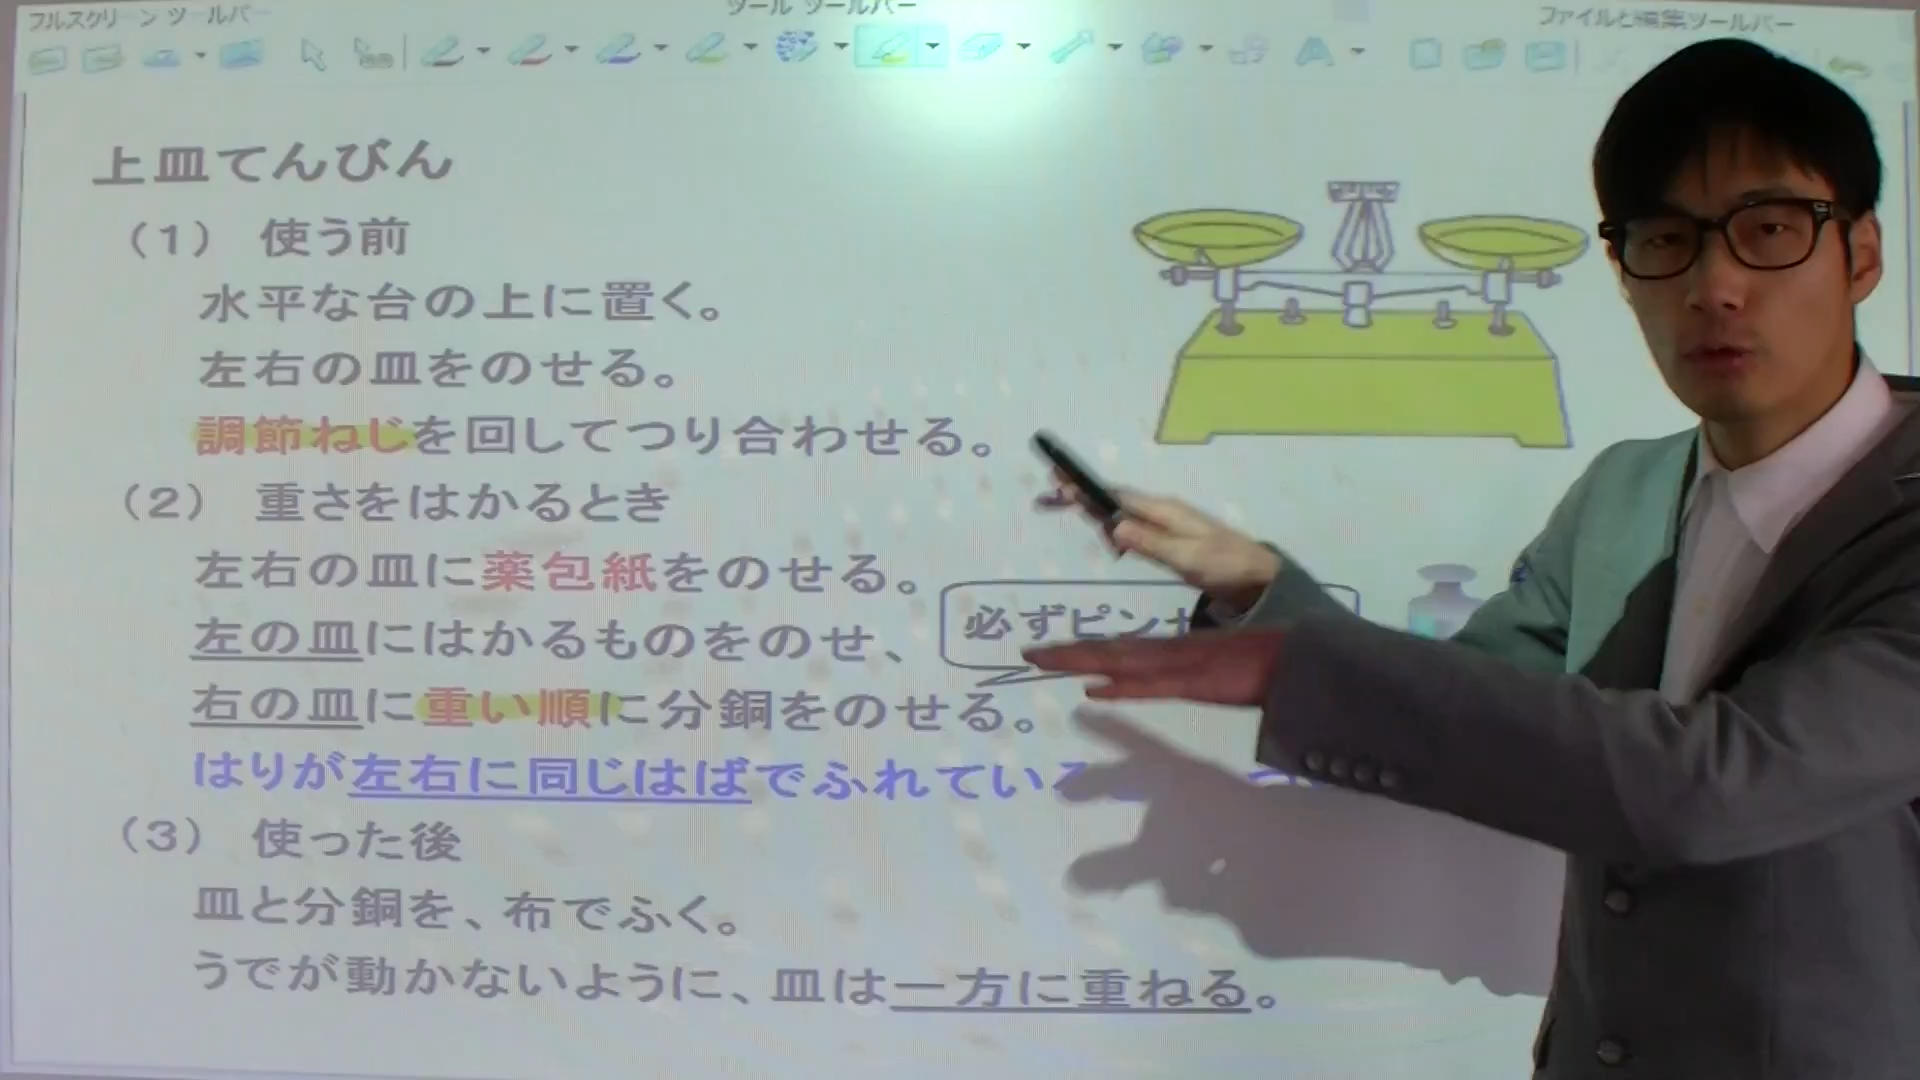 フルスクリーン ツールバー
ツール ツールバー
ファイルと編集ツールバー
上皿てんびん
（1） 使う前
水平な台の上に置く。
左右の皿をのせる。
調節ねじを回してつり合わせる。
（2） 重さをはかるとき
左右の皿に薬包紙をのせる。
左の皿にはかるものをのせ、
必ずピンセ
右の皿に重い順に分銅をのせる。
はりが左右に同じはばでふれている
（3） 使った後
皿と分銅を、布でふく。
うでが動かないように、皿は一方に重ねる。